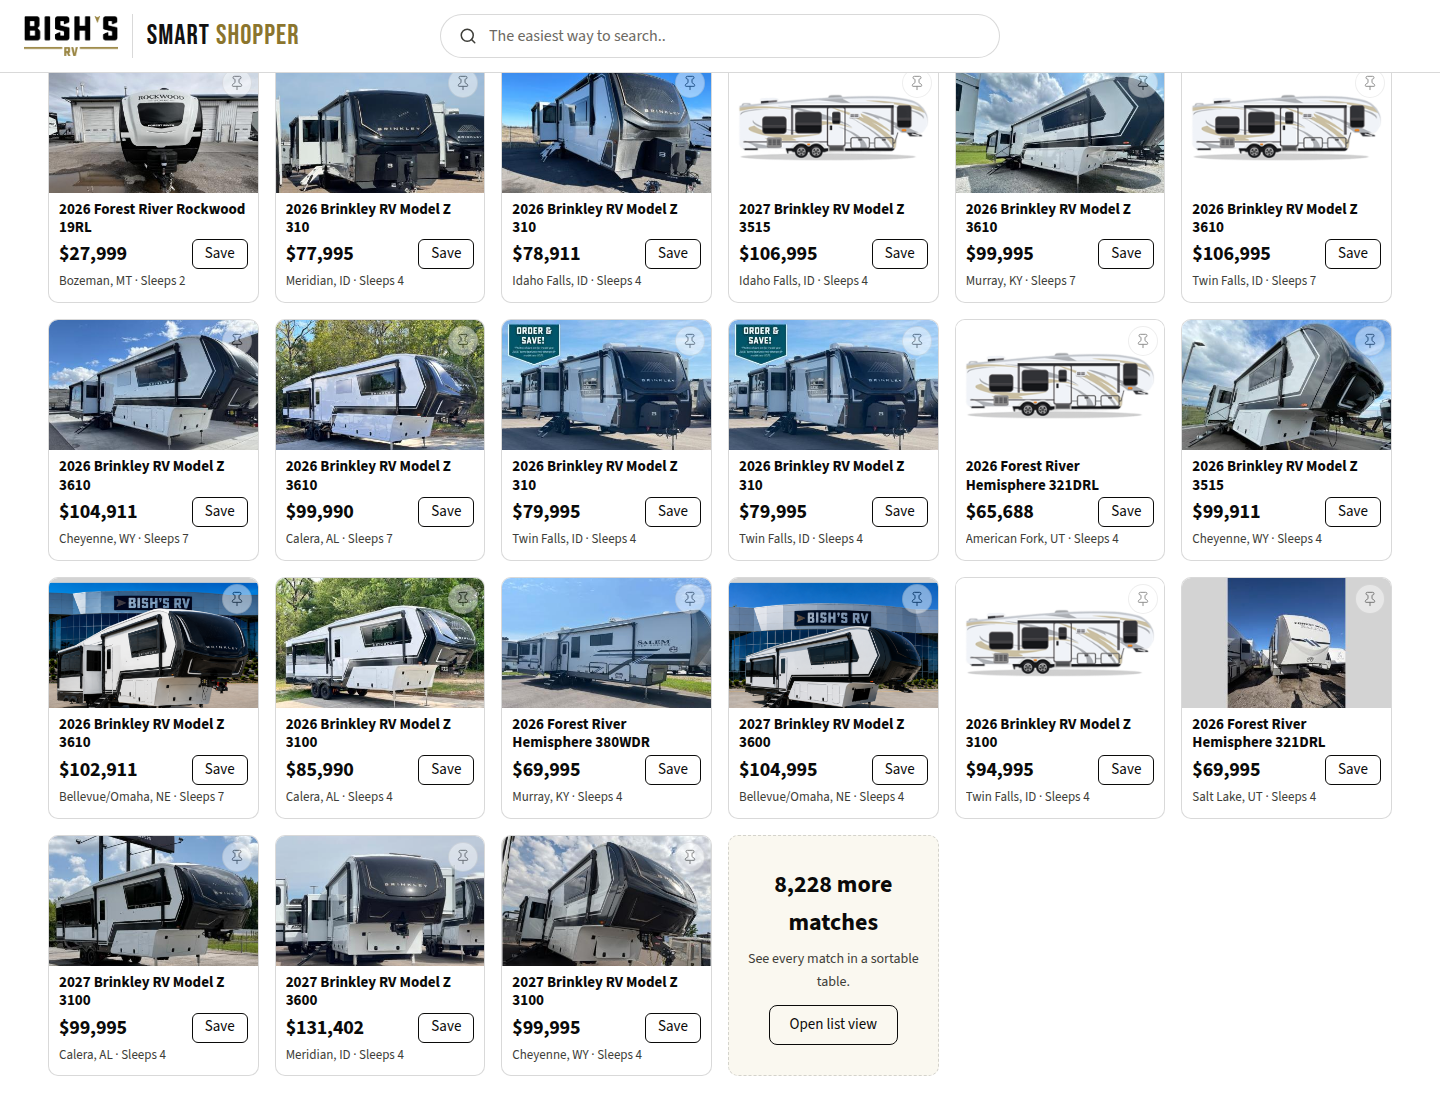 BISH'S
RV
SMART SHOPPER
The easiest way to search..
ROCKWOOD
BRINKLEY
BRINKLEY
2026 Forest River Rockwood
19RL
$27,999
Save
Bozeman, MT · Sleeps 2
2026 Brinkley RV Model Z
310
$77,995
Save
Meridian, ID · Sleeps 4
2026 Brinkley RV Model Z
310
$78,911
Save
Idaho Falls, ID · Sleeps 4
2027 Brinkley RV Model Z
3515
$106,995
Save
Idaho Falls, ID · Sleeps 4
2026 Brinkley RV Model Z
3610
$99,995
Save
Murray, KY · Sleeps 7
2026 Brinkley RV Model Z
3610
$106,995
Save
Twin Falls, ID · Sleeps 7
2026 Brinkley RV Model Z
3610
$104,911
Save
Cheyenne, WY · Sleeps 7
2026 Brinkley RV Model Z
3610
$99,990
Save
Calera, AL · Sleeps 7
ORDER &
SAVE!
BRINKLEY
2026 Brinkley RV Model Z
310
$79,995
Save
Twin Falls, ID · Sleeps 4
ORDER &
SAVE!
BRINKLEY
2026 Brinkley RV Model Z
310
$79,995
Save
Twin Falls, ID · Sleeps 4
2026 Forest River
Hemisphere 321DRL
$65,688
Save
American Fork, UT · Sleeps 4
2026 Brinkley RV Model Z
3515
$99,911
Save
Cheyenne, WY · Sleeps 4
BISH'S RV
BRINKLEY
2026 Brinkley RV Model Z
3610
$102,911
Save
Bellevue/Omaha, NE · Sleeps 7
2026 Brinkley RV Model Z
3100
$85,990
Save
Calera, AL · Sleeps 4
SALEM
2026 Forest River
Hemisphere 380WDR
$69,995
Save
Murray, KY · Sleeps 4
BISH'S RV
2027 Brinkley RV Model Z
3600
$104,995
Save
Bellevue/Omaha, NE · Sleeps 4
2026 Brinkley RV Model Z
3100
$94,995
Save
Twin Falls, ID · Sleeps 4
2026 Forest River
Hemisphere 321DRL
$69,995
Save
Salt Lake, UT · Sleeps 4
2027 Brinkley RV Model Z
3100
$99,995
Save
Calera, AL · Sleeps 4
BRINKLEY
2027 Brinkley RV Model Z
3600
$131,402
Save
Meridian, ID · Sleeps 4
BRINKLEY
2027 Brinkley RV Model Z
3100
$99,995
Save
Cheyenne, WY · Sleeps 4
8,228 more
matches
See every match in a sortable
table.
Open list view